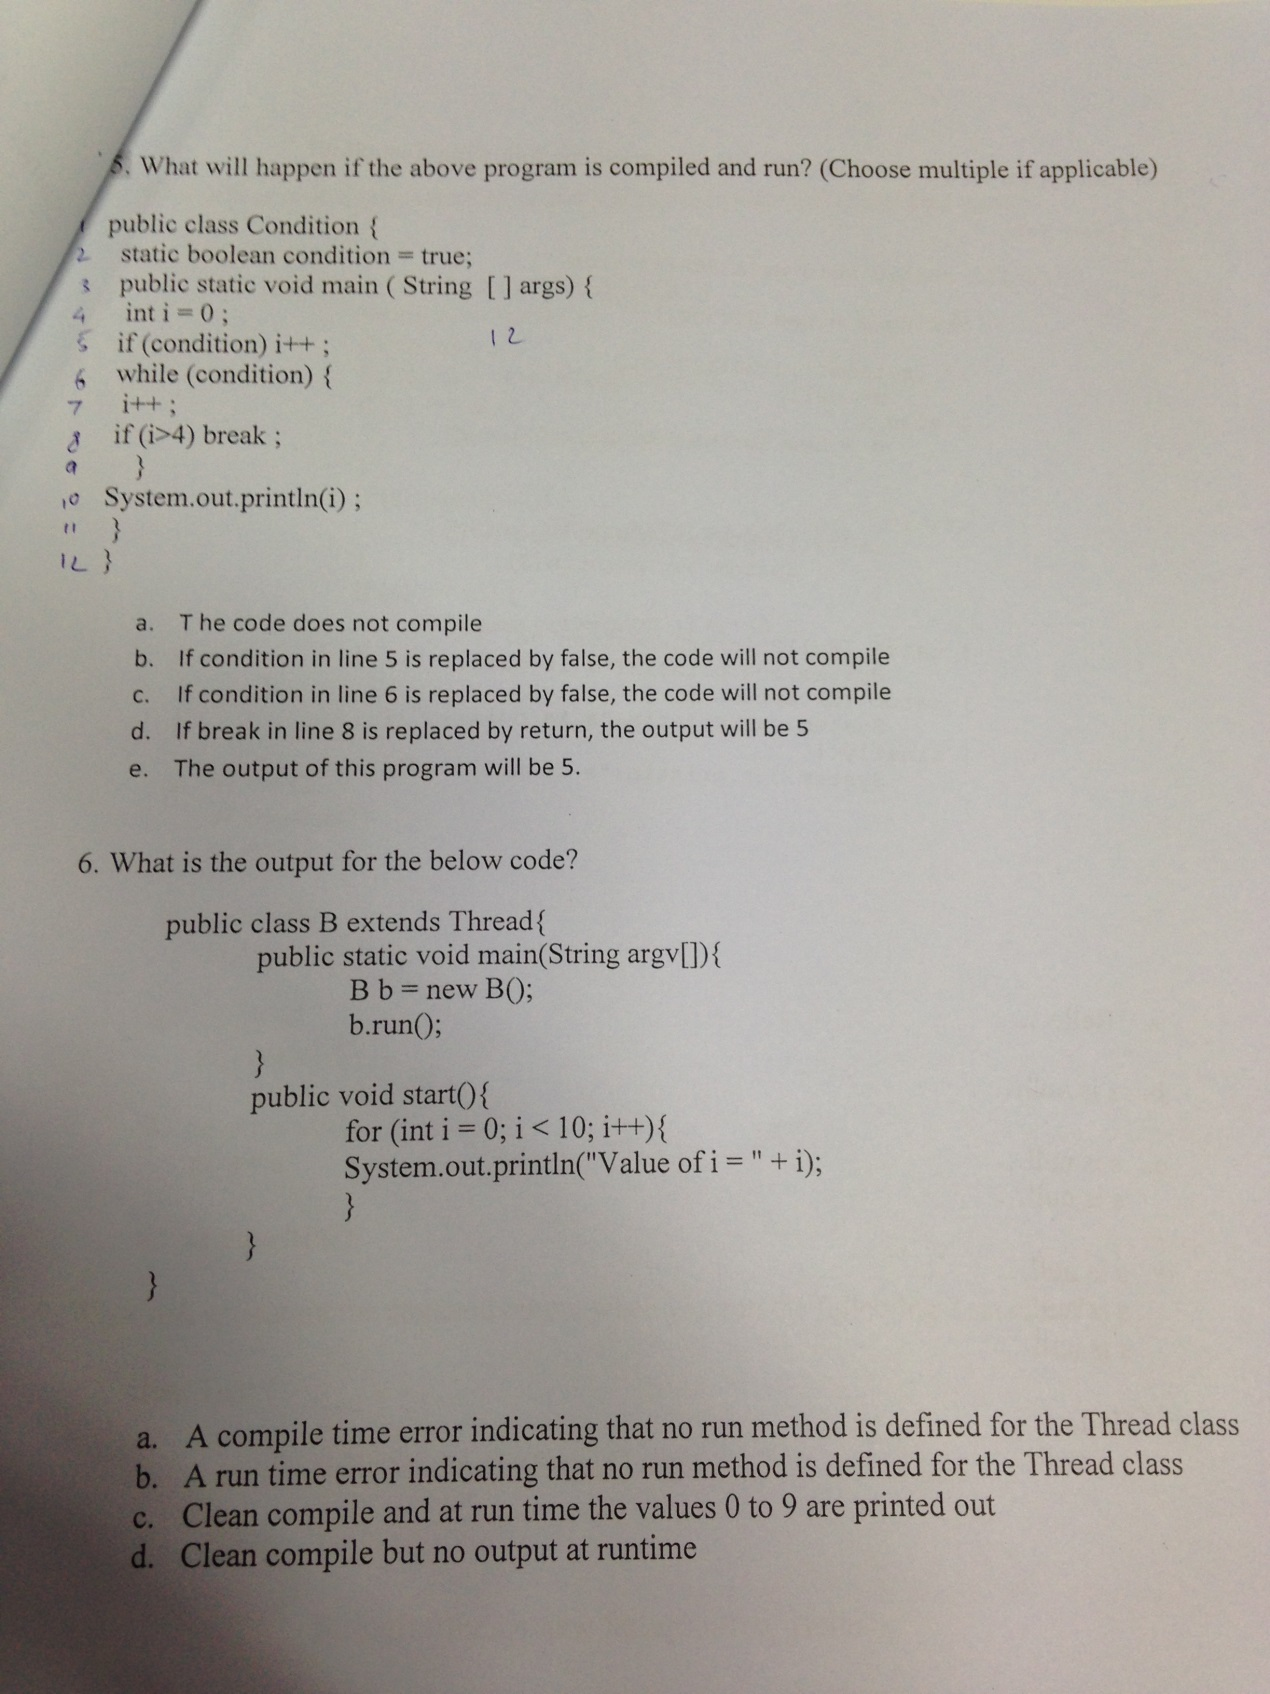 5. What will happen if the above program is compiled and run? (Choose multiple if applicable)
1 public class Condition {
2 static boolean condition = true;
3 public static void main ( String [ ] args) {
4 int i = 0 ;
5 if (condition) i++ ; 12
6 while (condition) {
7 i++ ;
8 if (i>4) break ;
9 }
10 System.out.println(i) ;
11 }
12 }
a. T he code does not compile
b. If condition in line 5 is replaced by false, the code will not compile
c. If condition in line 6 is replaced by false, the code will not compile
d. If break in line 8 is replaced by return, the output will be 5
e. The output of this program will be 5.
6. What is the output for the below code?
public class B extends Thread{
public static void main(String argv[]){
B b = new B();
b.run();
}
public void start(){
for (int i = 0; i < 10; i++){
System.out.println("Value of i = " + i);
}
}
}
a. A compile time error indicating that no run method is defined for the Thread class
b. A run time error indicating that no run method is defined for the Thread class
c. Clean compile and at run time the values 0 to 9 are printed out
d. Clean compile but no output at runtime